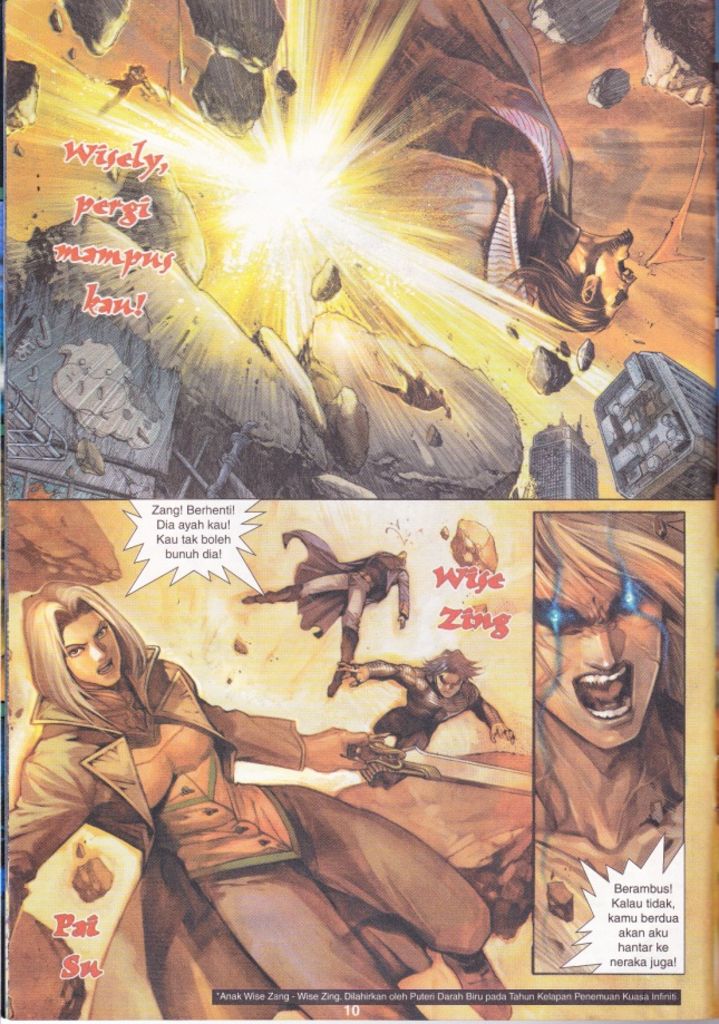 Wisely,
pergi
mampus
kau!
Zang! Berhenti!
Dia ayah kau!
Kau tak boleh
bunuh dia!
Wise
Zing
Pai
Su
Berambus!
Kalau tidak,
kamu berdua
akan aku
hantar ke
neraka juga!
*Anak Wise Zang - Wise Zing. Dilahirkan oleh Puteri Darah Biru pada Tahun Kelapan Penemuan Kuasa Infiniti.
10